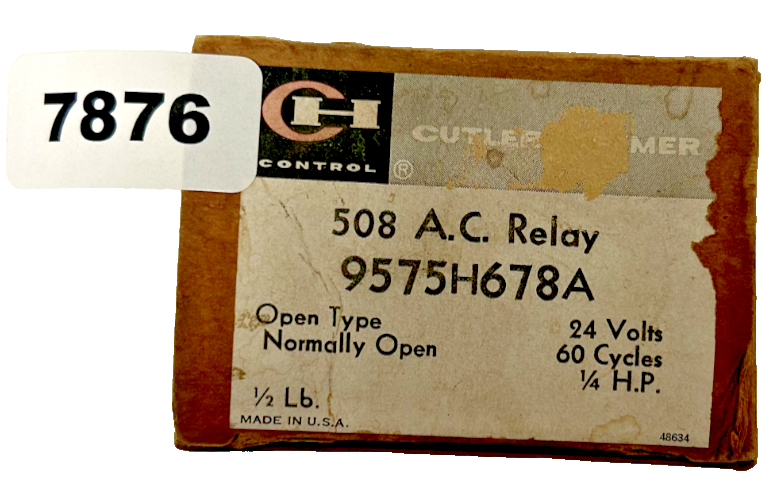 7876
CH
CONTROL ®
CUTLER MER
508 A.C. Relay
9575H678A
Open Type
Normally Open
24 Volts
60 Cycles
¼ H.P.
½ Lb.
MADE IN U.S.A.
48634